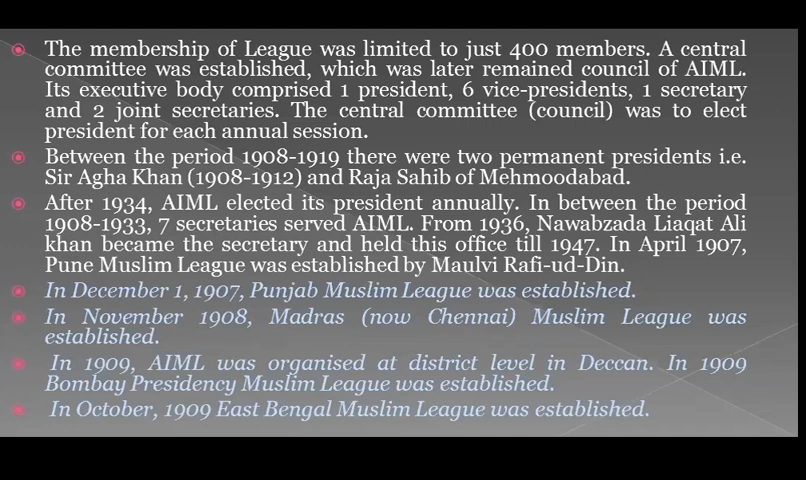 The membership of League was limited to just 400 members. A central
committee was established, which was later remained council of AIML.
Its executive body comprised 1 president, 6 vice-presidents, 1 secretary
and 2 joint secretaries. The central committee (council) was to elect
president for each annual session.
Between the period 1908-1919 there were two permanent presidents i.e.
Sir Agha Khan (1908-1912) and Raja Sahib of Mehmoodabad.
After 1934, AIML elected its president annually. In between the period
1908-1933, 7 secretaries served AIML. From 1936, Nawabzada Liaqat Ali
khan became the secretary and held this office till 1947. In April 1907,
Pune Muslim League was established by Maulvi Rafi-ud-Din.
In December 1, 1907, Punjab Muslim League was established.
In November 1908, Madras (now Chennai) Muslim League was
established.
In 1909, AIML was organised at district level in Deccan. In 1909
Bombay Presidency Muslim League was established.
In October, 1909 East Bengal Muslim League was established.